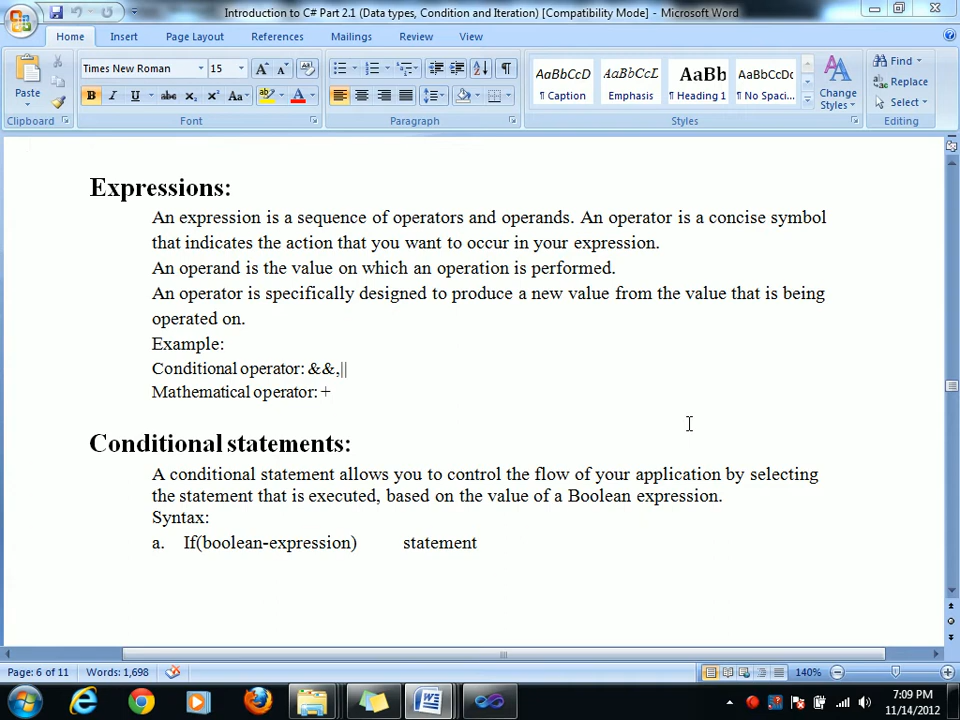 Introduction to C# Part 2.1 (Data types, Condition and Iteration) [Compatibility Mode] - Microsoft Word
Home Insert Page Layout References Mailings Review View
Paste
Times New Roman 15
B I U abc X₂ X² Aa
AaBbCcD AaBbCcL AaBb AaBbCcDc
¶ Caption Emphasis ¶ Heading 1 ¶ No Spaci...
Change Styles
Find
Replace
Select
Clipboard Font Paragraph Styles Editing
Expressions:
An expression is a sequence of operators and operands. An operator is a concise symbol
that indicates the action that you want to occur in your expression.
An operand is the value on which an operation is performed.
An operator is specifically designed to produce a new value from the value that is being
operated on.
Example:
Conditional operator: &&,||
Mathematical operator: +
Conditional statements:
A conditional statement allows you to control the flow of your application by selecting
the statement that is executed, based on the value of a Boolean expression.
Syntax:
a. If(boolean-expression) statement
Page: 6 of 11 Words: 1,698 140%
7:09 PM
11/14/2012